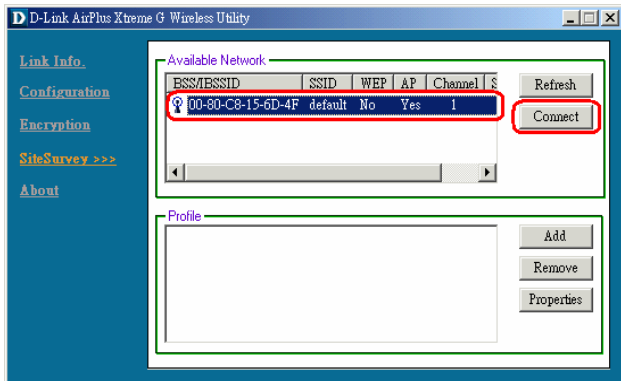 D D-Link AirPlus Xtreme G Wireless Utility
Link Info.
Configuration
Encryption
SiteSurvey >>>
About
Available Network
BSS/IBSSID SSID WEP AP Channel S
00-80-C8-15-6D-4F default No Yes 1
Refresh
Connect
Profile
Add
Remove
Properties